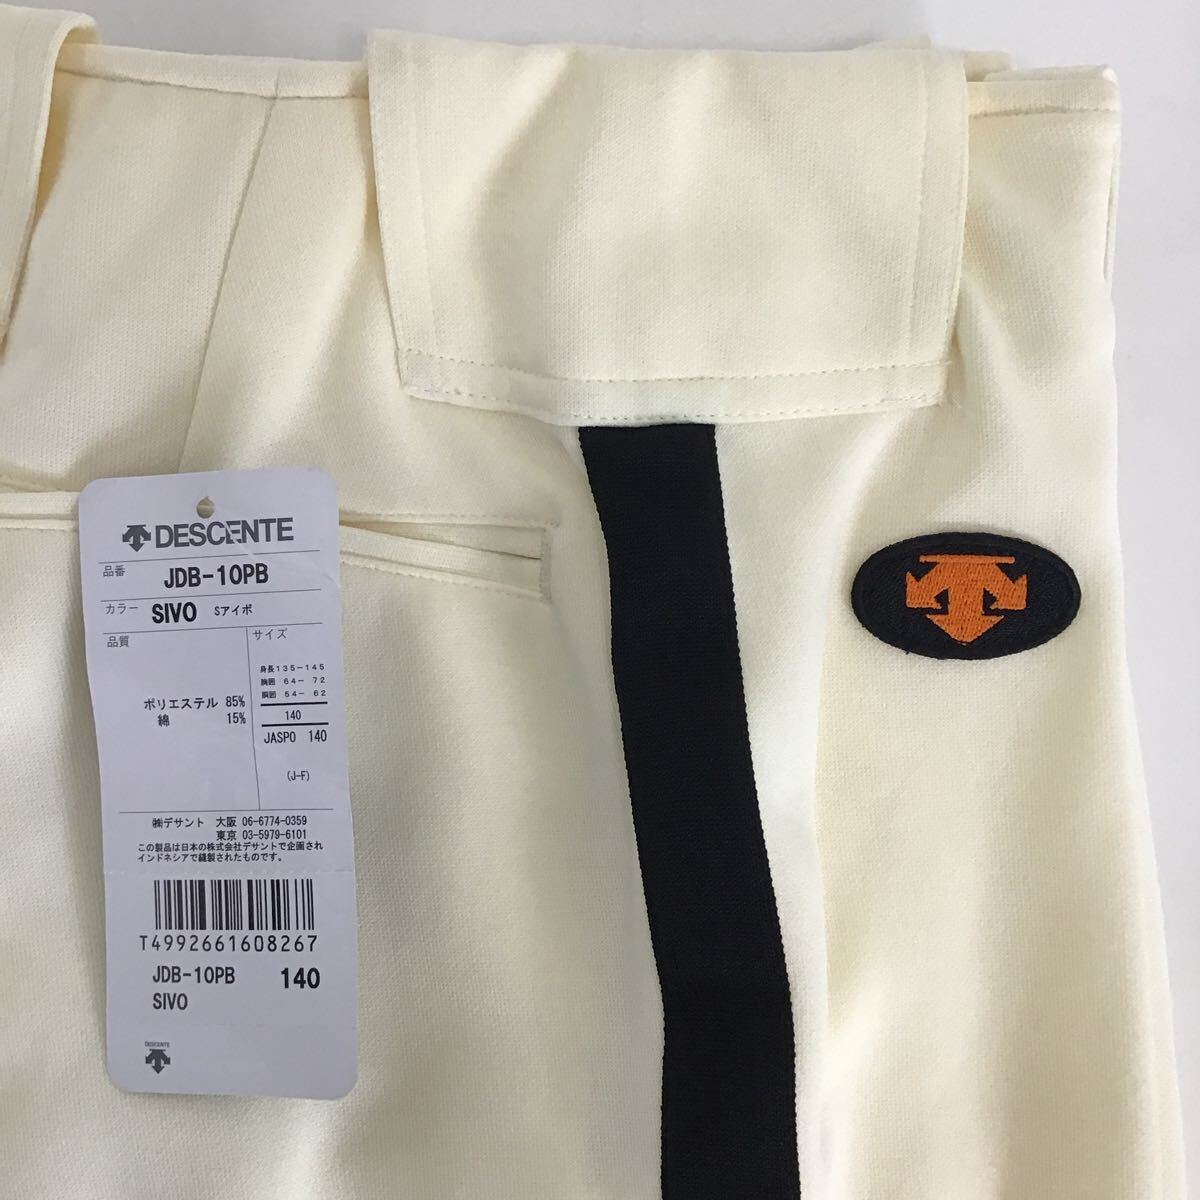 DESCENTE
品番 JDB-10PB
カラー SIVO Sアイボ
品質 サイズ
身長135-145
胸囲 64- 72
胴囲 54- 62
ポリエステル 85%
綿 15%
140
JASPO 140
(J-F)
㈱デサント 大阪 06-6774-0359
東京 03-5979-6101
この製品は日本の株式会社デサントで企画され
インドネシアで縫製されたものです。
T4992661608267
JDB-10PB 140
SIVO
DESCENTE